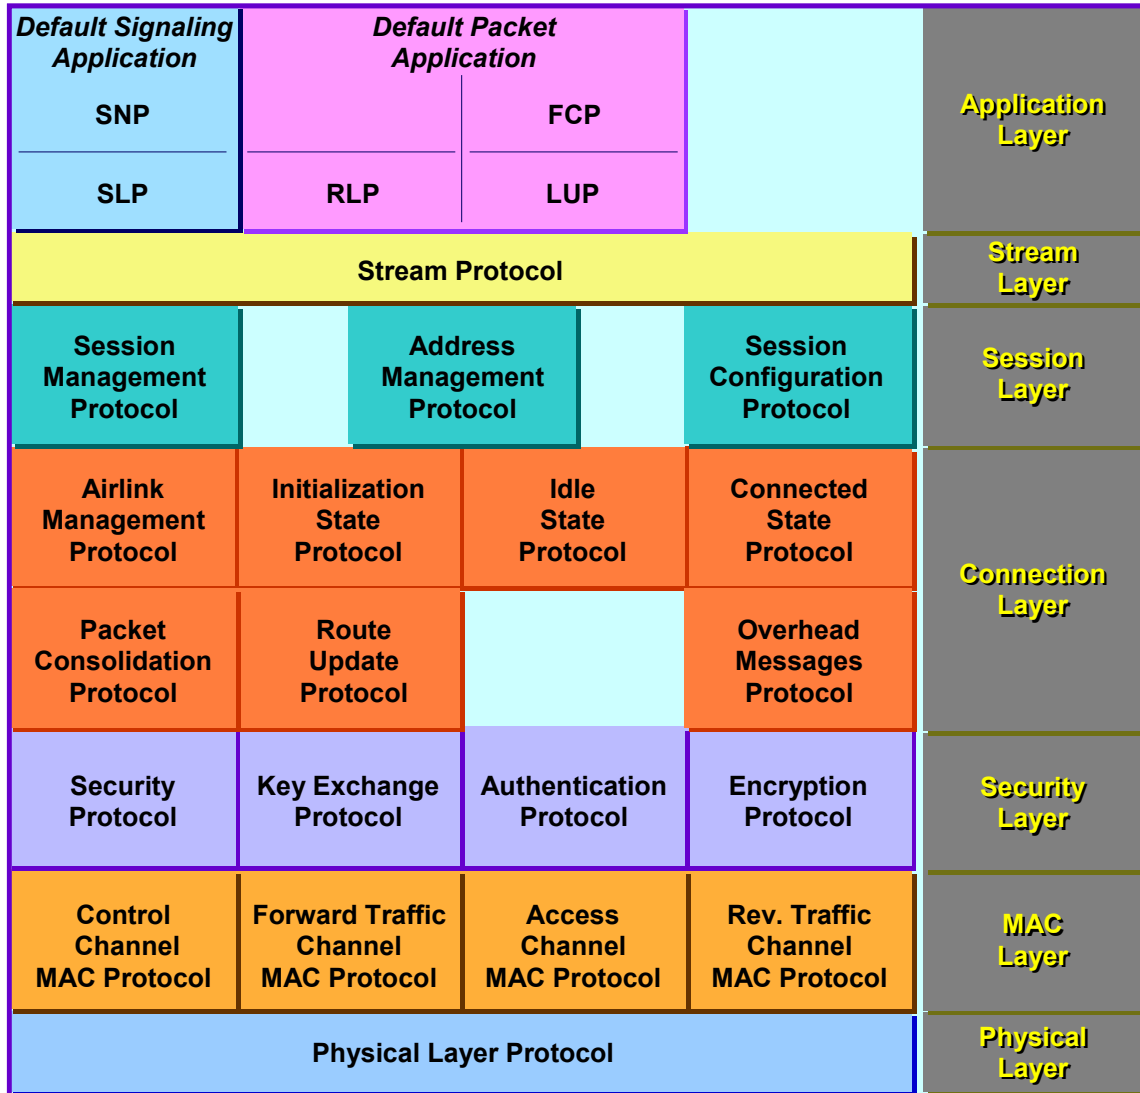 Default Signaling
Application
Default Packet
Application
SNP
FCP
SLP
RLP
LUP
Application
Layer
Stream Protocol
Stream
Layer
Session
Management
Protocol
Address
Management
Protocol
Session
Configuration
Protocol
Session
Layer
Airlink
Management
Protocol
Initialization
State
Protocol
Idle
State
Protocol
Connected
State
Protocol
Connection
Layer
Packet
Consolidation
Protocol
Route
Update
Protocol
Overhead
Messages
Protocol
Security
Protocol
Key Exchange
Protocol
Authentication
Protocol
Encryption
Protocol
Security
Layer
Control
Channel
MAC Protocol
Forward Traffic
Channel
MAC Protocol
Access
Channel
MAC Protocol
Rev. Traffic
Channel
MAC Protocol
MAC
Layer
Physical Layer Protocol
Physical
Layer